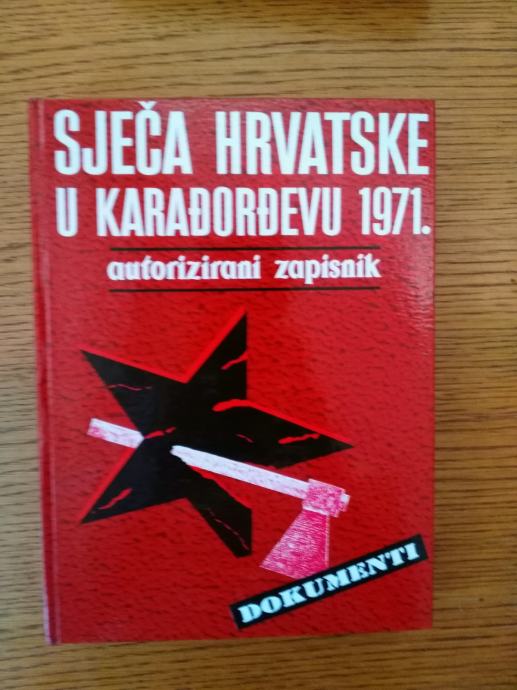 SJEČA HRVATSKE
U KARAĐORĐEVU 1971.
autorizirani zapisnik
DOKUMENTI